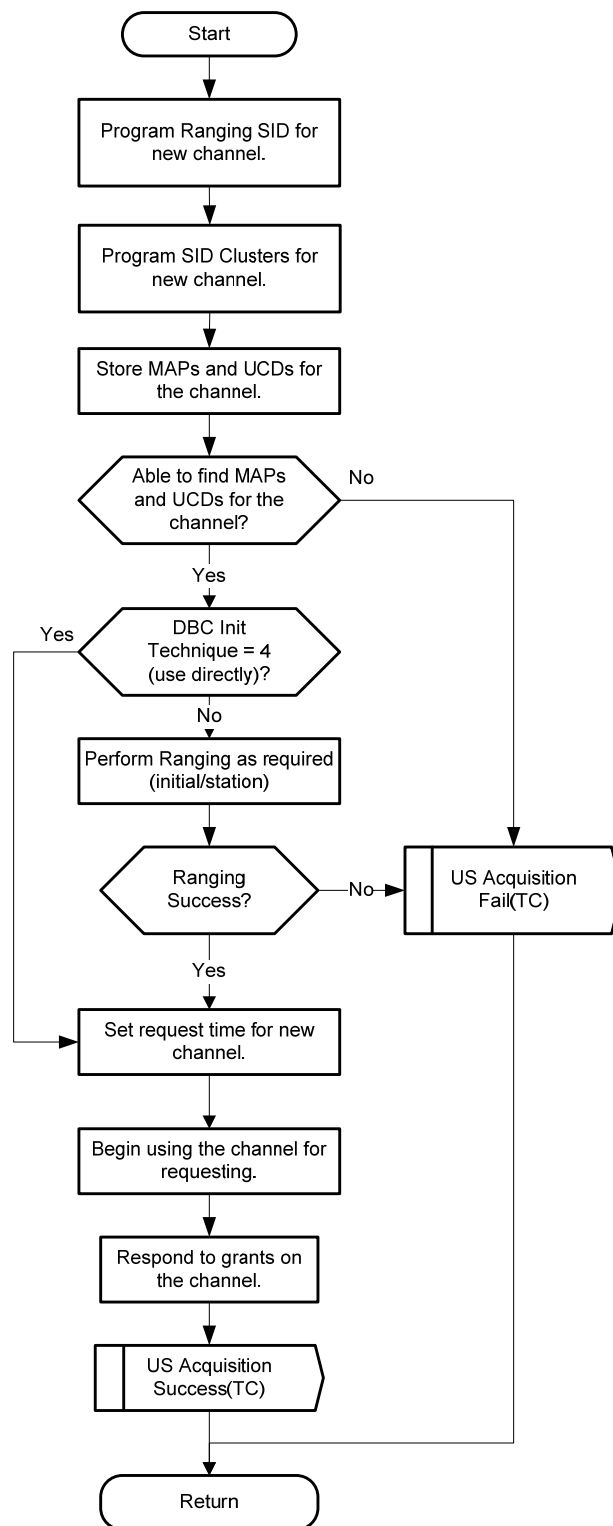 Start
Program Ranging SID for
new channel.
Program SID Clusters for
new channel.
Store MAPs and UCDs for
the channel.
Able to find MAPs
and UCDs for the
channel?
No
Yes
DBC Init
Technique = 4
(use directly)?
Yes
No
Perform Ranging as required
(initial/station)
Ranging
Success?
No
US Acquisition
Fail(TC)
Yes
Set request time for new
channel.
Begin using the channel for
requesting.
Respond to grants on
the channel.
US Acquisition
Success(TC)
Return